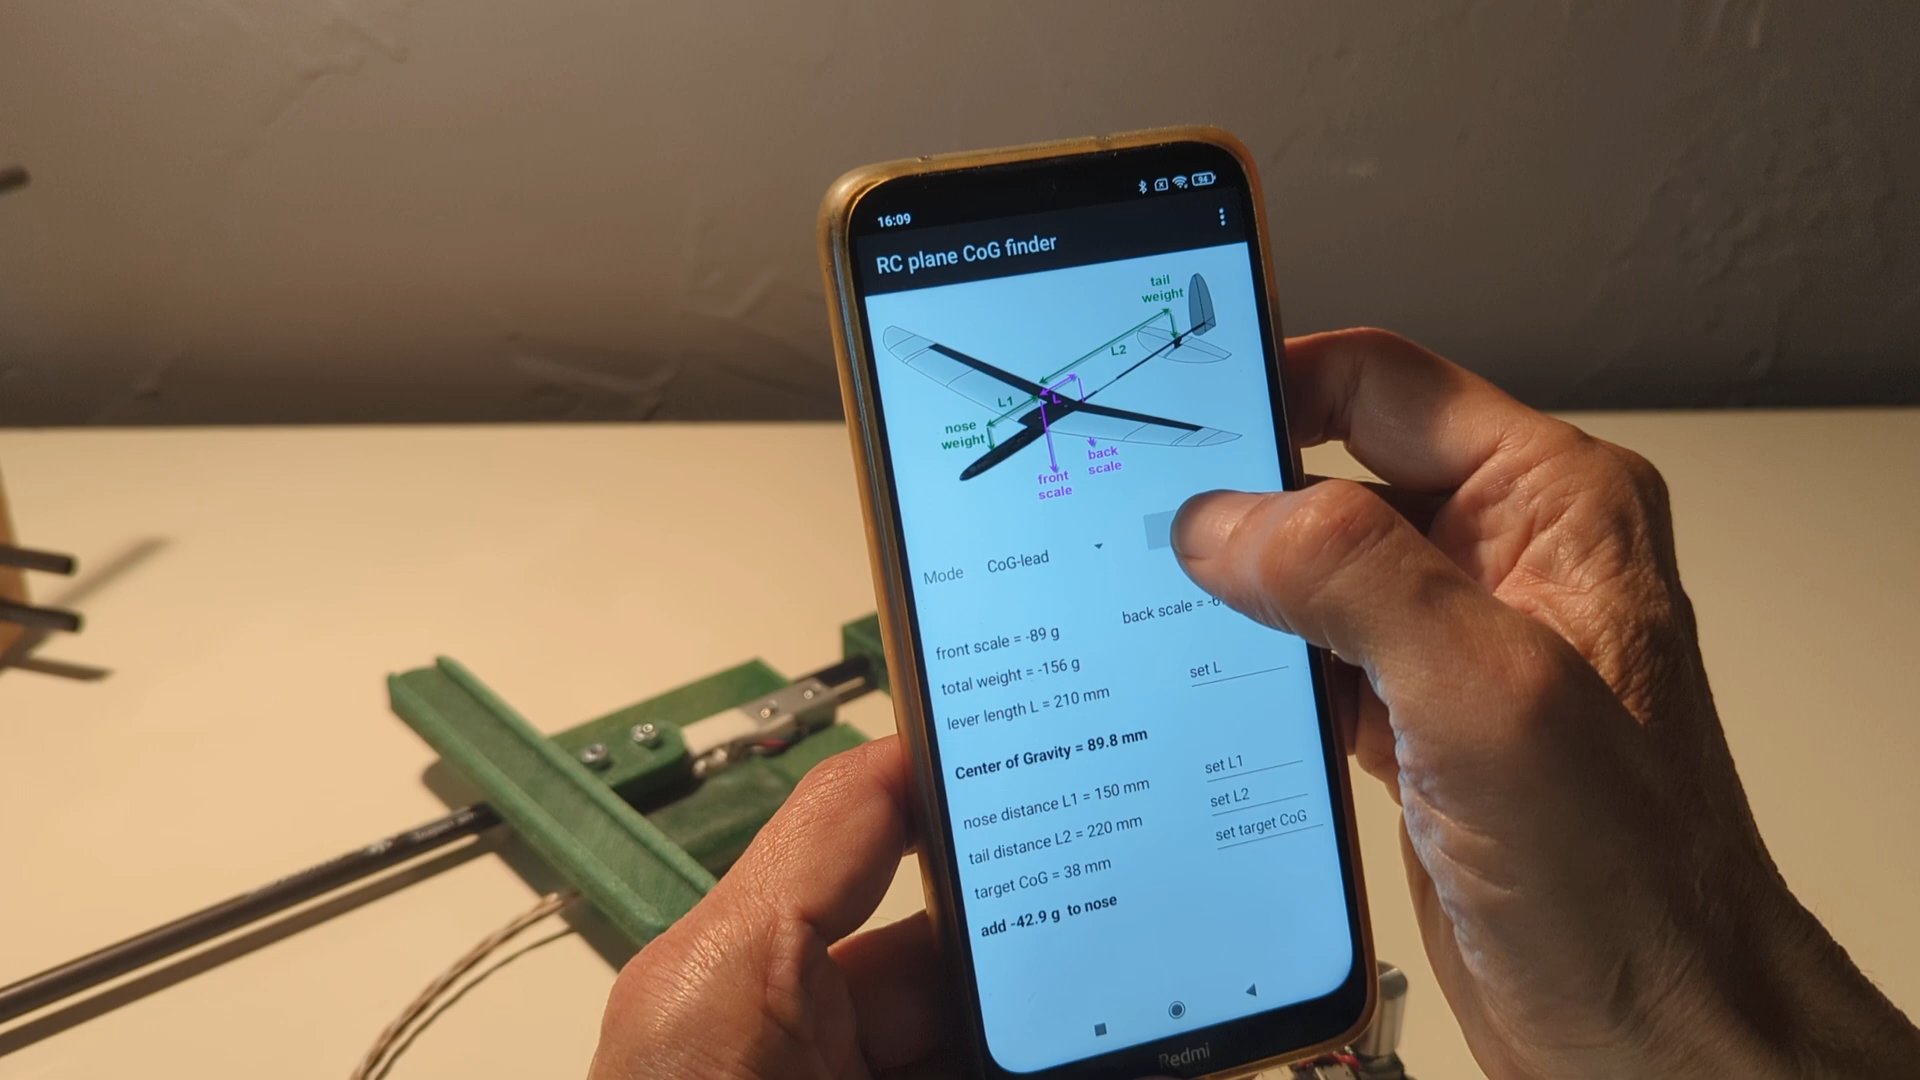 16:09
94
RC plane CoG finder
tail
weight
L2
L1
L
nose
weight
back
scale
front
scale
Mode CoG-lead
front scale = -89 g
back scale =
total weight = -156 g
lever length L = 210 mm
set L
Center of Gravity = 89.8 mm
nose distance L1 = 150 mm
set L1
tail distance L2 = 220 mm
set L2
target CoG = 38 mm
set target CoG
add -42.9 g to nose
Redmi